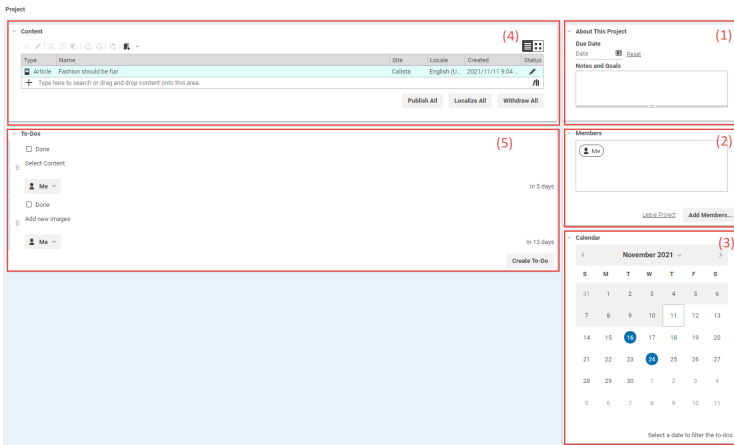 Project
Content
(4)
Type Name Site Locale Created Status
Article Fashion should be fun Calista English (U... 2021/11/11 9:04 ...
Type here to search or drag and drop content onto this area.
Publish All Localize All Withdraw All
To-Dos
(5)
Done
Select Content
Me In 5 days
Done
Add new images
Me In 13 days
Create To-Do
About This Project
(1)
Due Date
Date Reset
Notes and Goals
Members
(2)
Me
Leave Project Add Members...
Calendar
(3)
November 2021
S M T W T F S
31 1 2 3 4 5 6
7 8 9 10 11 12 13
14 15 16 17 18 19 20
21 22 23 24 25 26 27
28 29 30 1 2 3 4
5 6 7 8 9 10 11
Select a date to filter the to-dos.